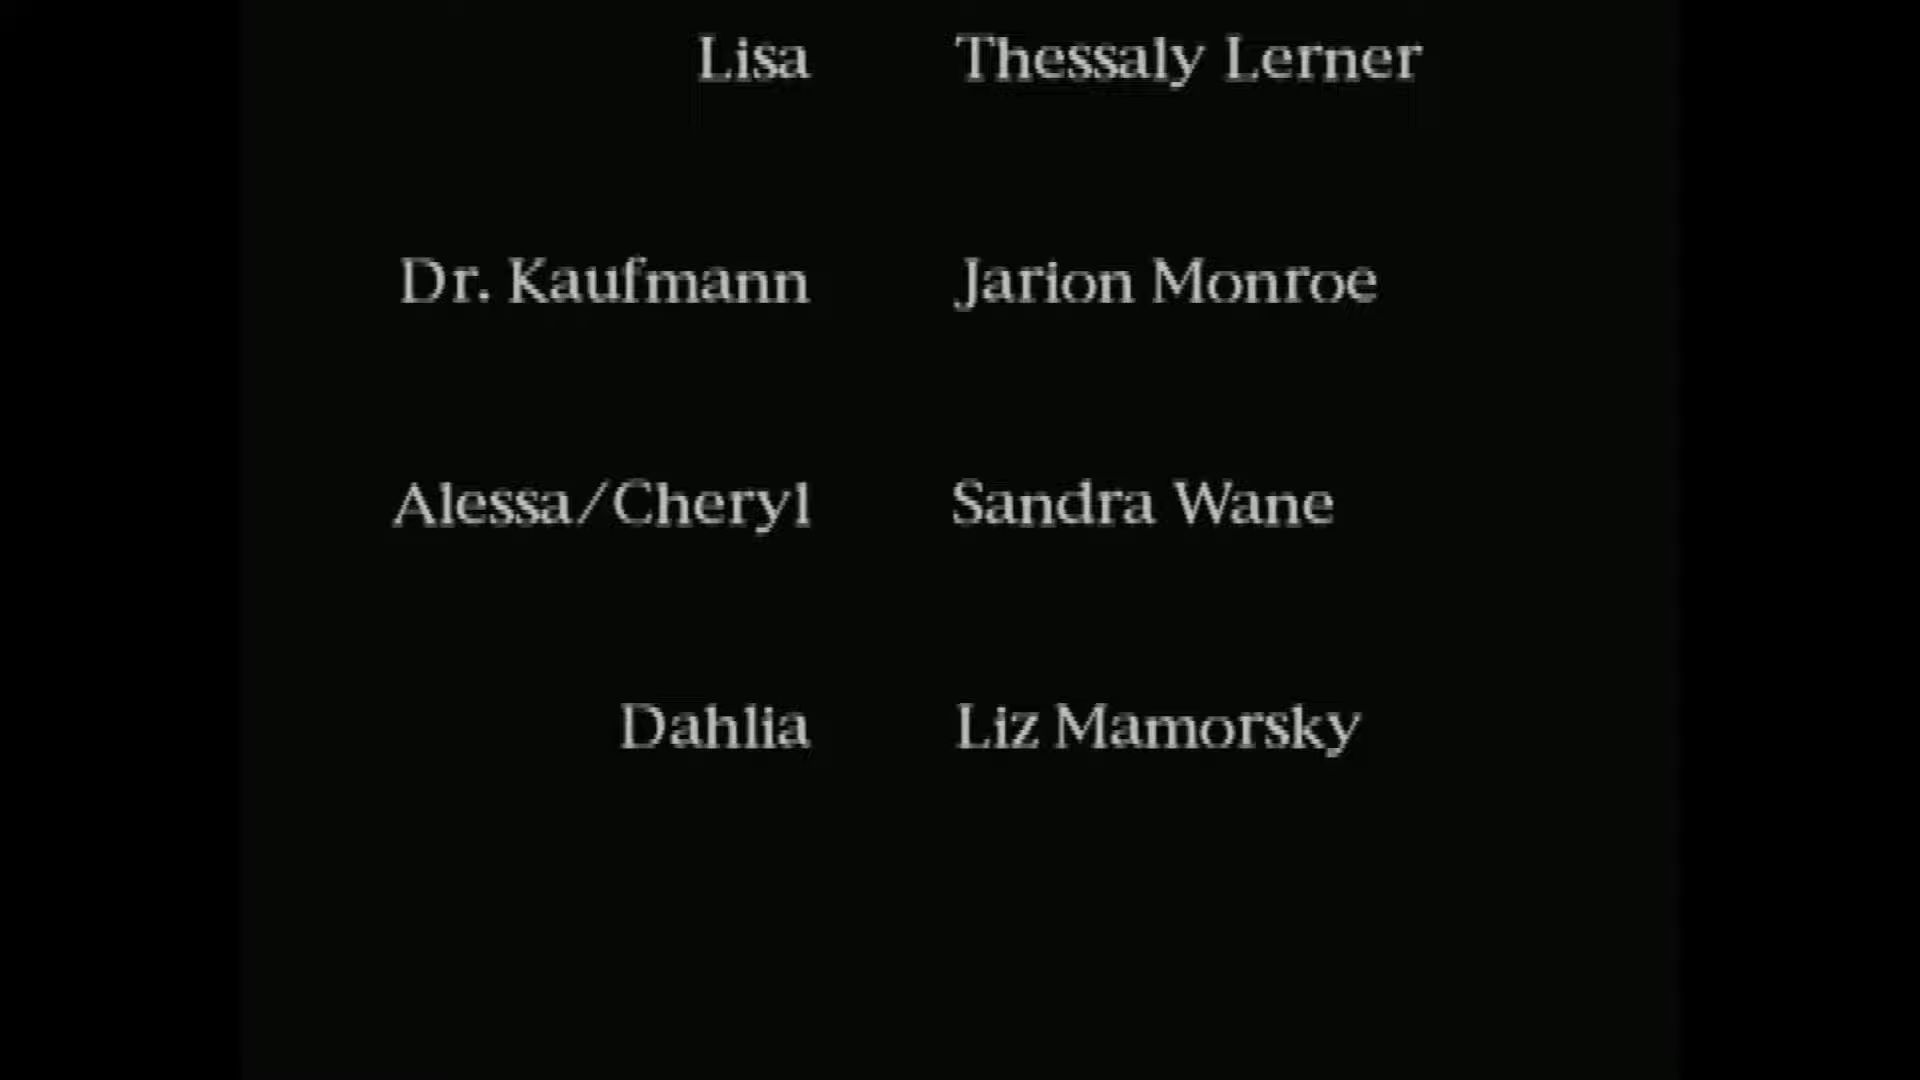 Lisa Thessaly Lerner
Dr. Kaufmann Jarion Monroe
Alessa/Cheryl Sandra Wane
Dahlia Liz Mamorsky